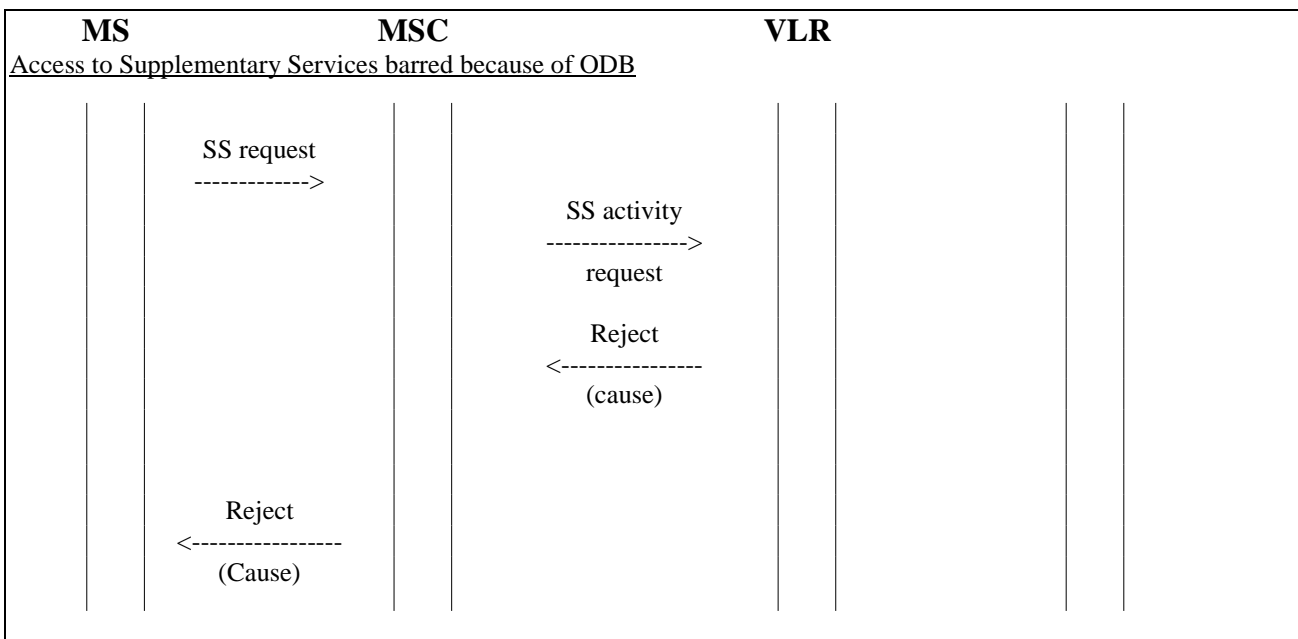 MS MSC VLR
Access to Supplementary Services barred because of ODB
SS request
------------->
SS activity
---------------->
request
Reject
<----------------
(cause)
Reject
<-----------------
(Cause)